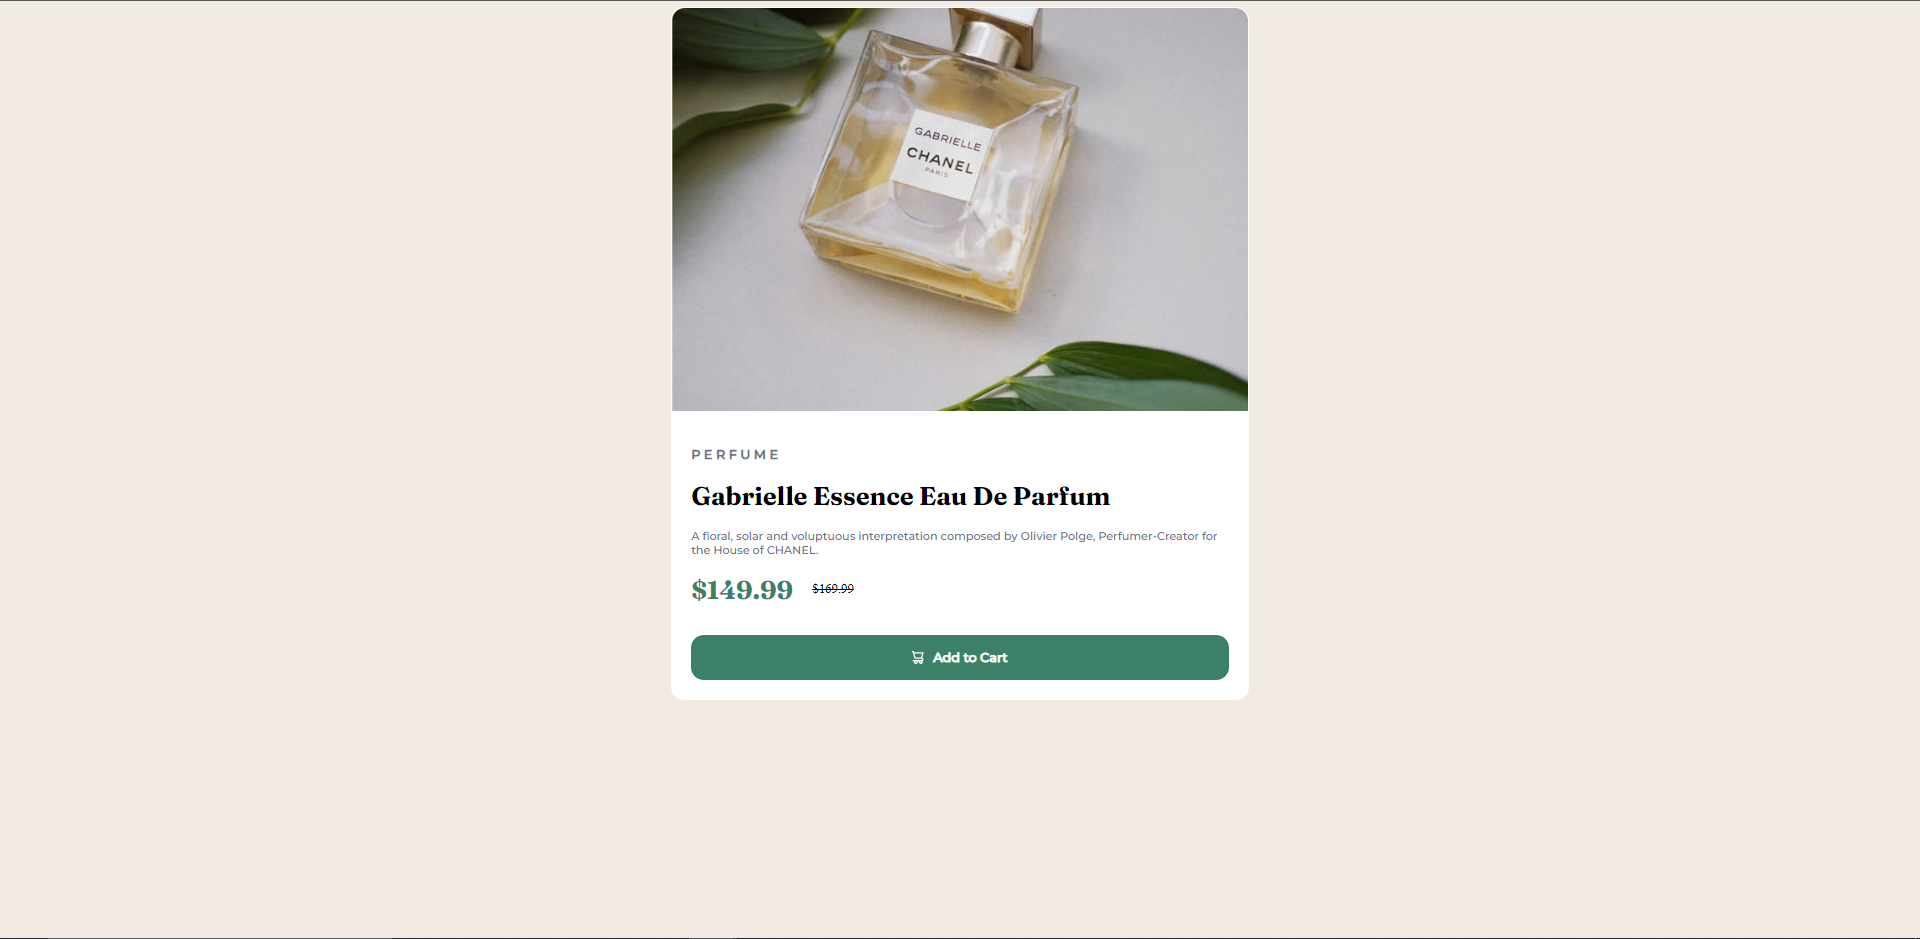 GABRIELLE
CHANEL
PARIS
PERFUME
Gabrielle Essence Eau De Parfum
A floral, solar and voluptuous interpretation composed by Olivier Polge, Perfumer-Creator for
the House of CHANEL.
$149.99 $169.99
Add to Cart